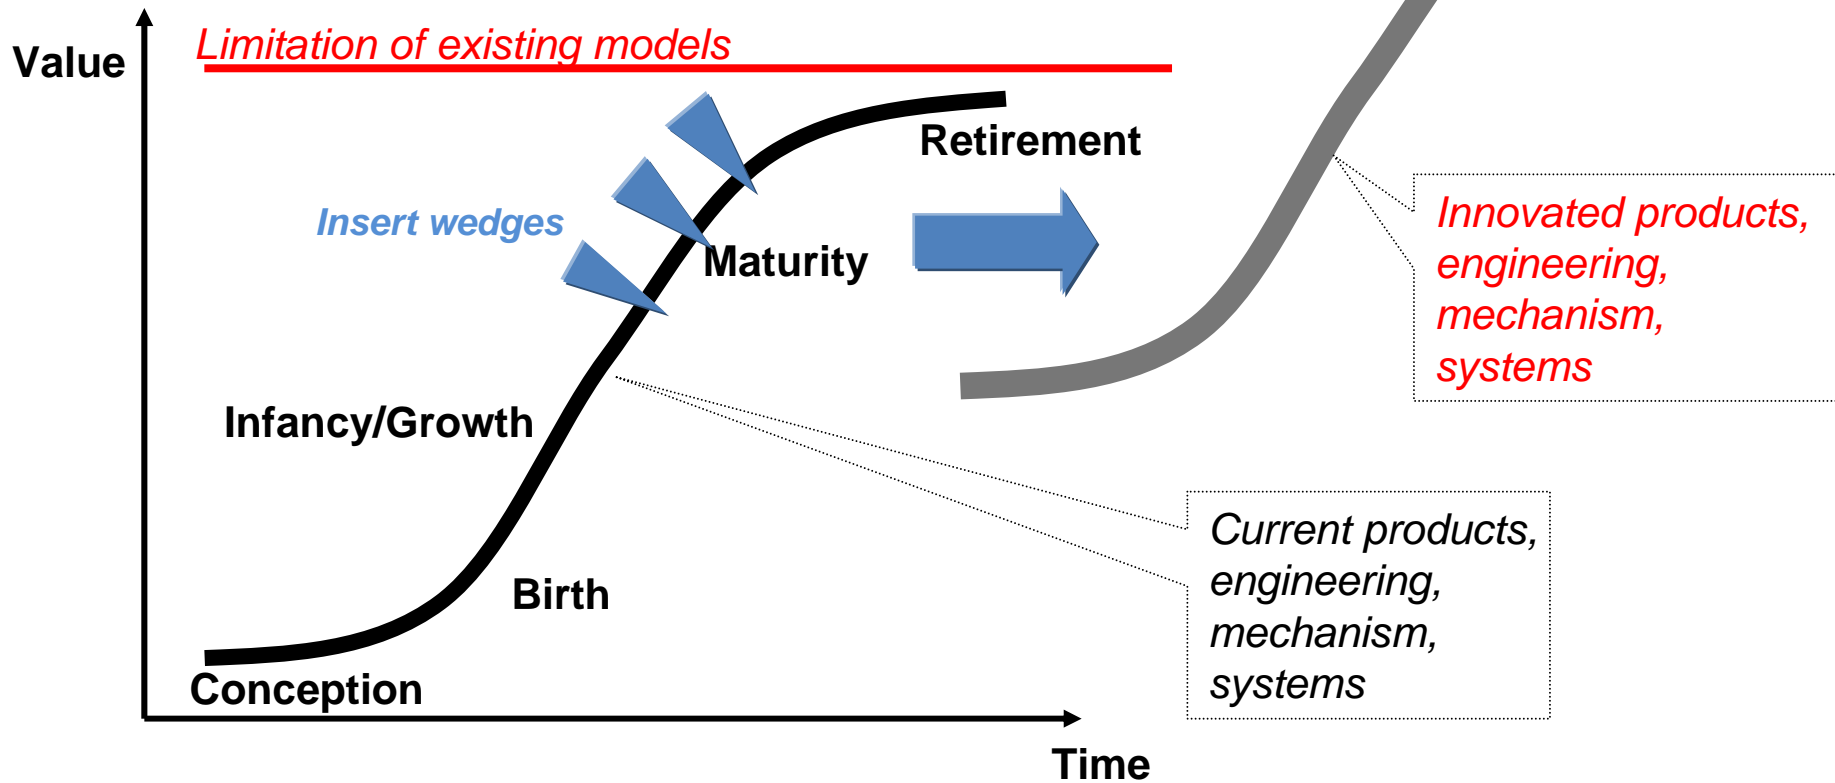 Limitation of existing models
Value
Retirement
Insert wedges
Maturity
Innovated products,
engineering,
mechanism,
systems
Infancy/Growth
Current products,
engineering,
mechanism,
systems
Birth
Conception
Time